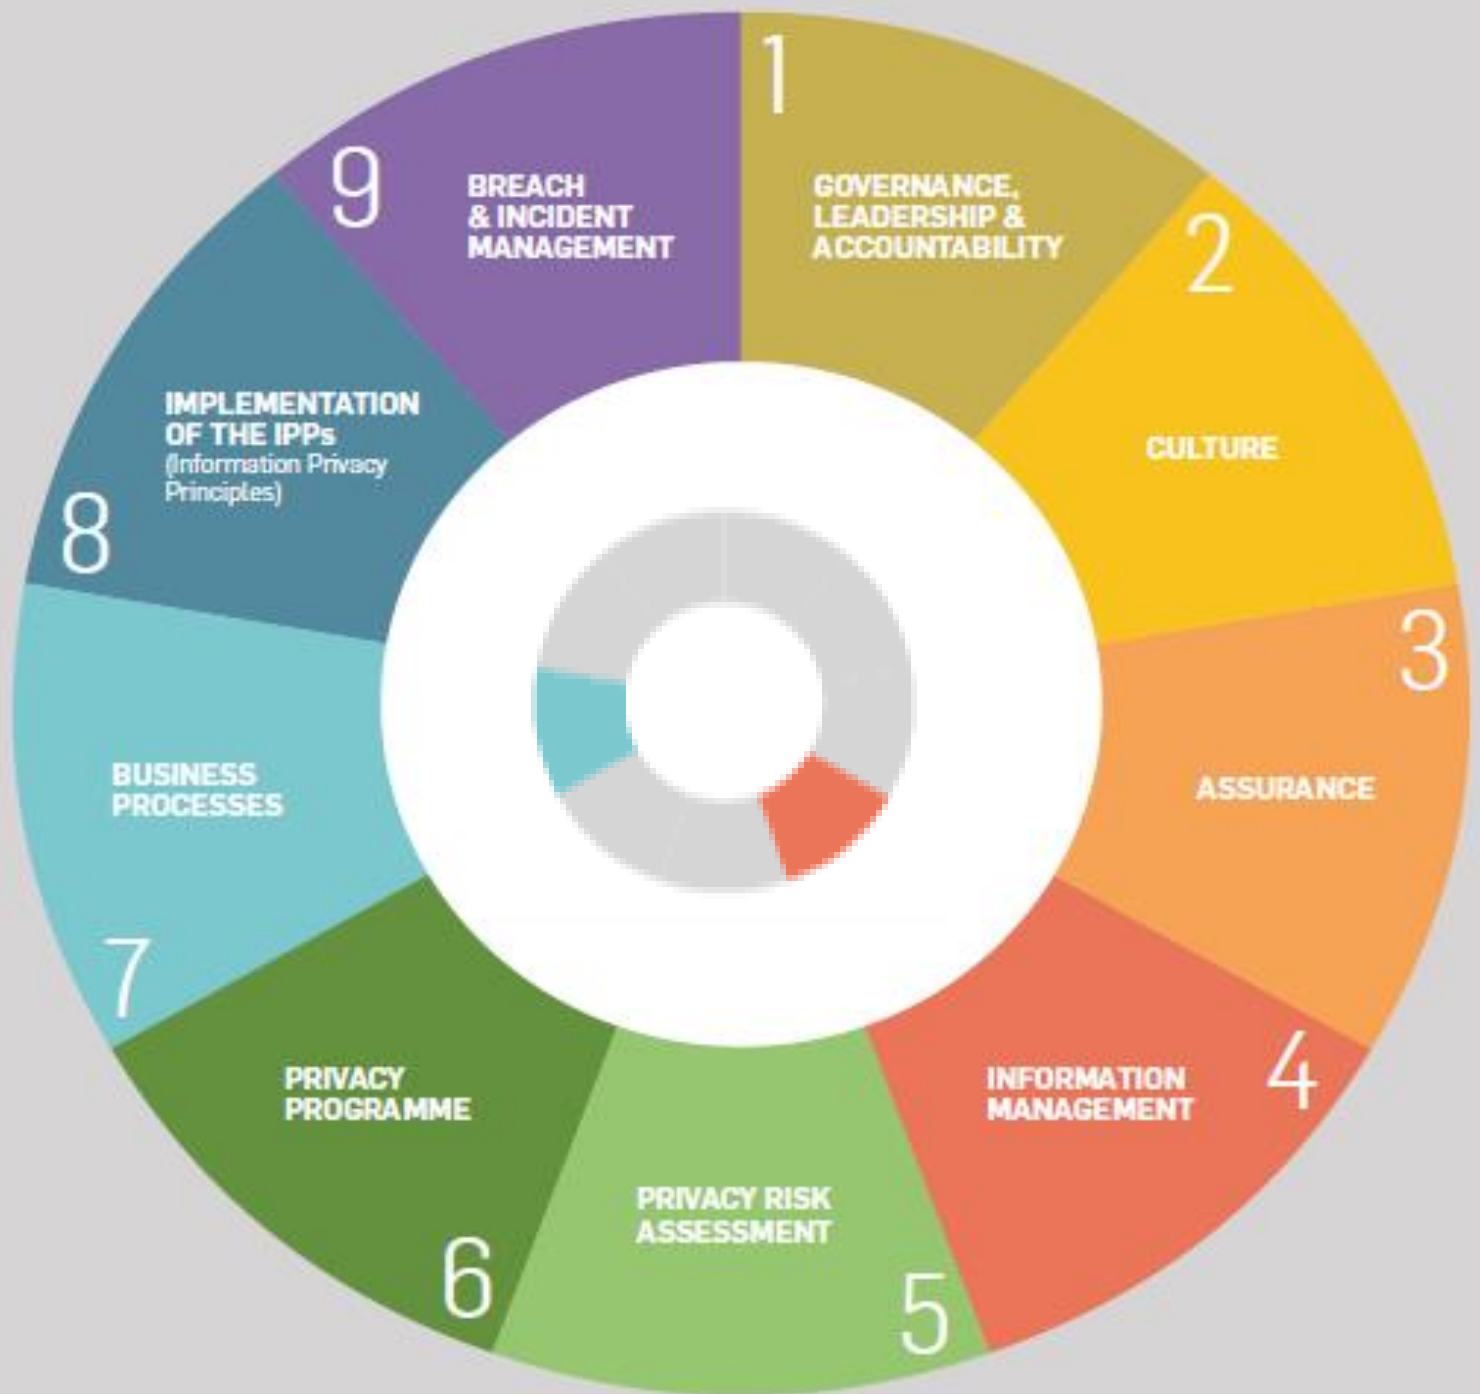 1
GOVERNANCE,
LEADERSHIP &
ACCOUNTABILITY
2
CULTURE
3
ASSURANCE
4
INFORMATION
MANAGEMENT
5
PRIVACY RISK
ASSESSMENT
6
PRIVACY
PROGRAMME
7
BUSINESS
PROCESSES
8
IMPLEMENTATION
OF THE IPPs
(Information Privacy
Principles)
9
BREACH
& INCIDENT
MANAGEMENT